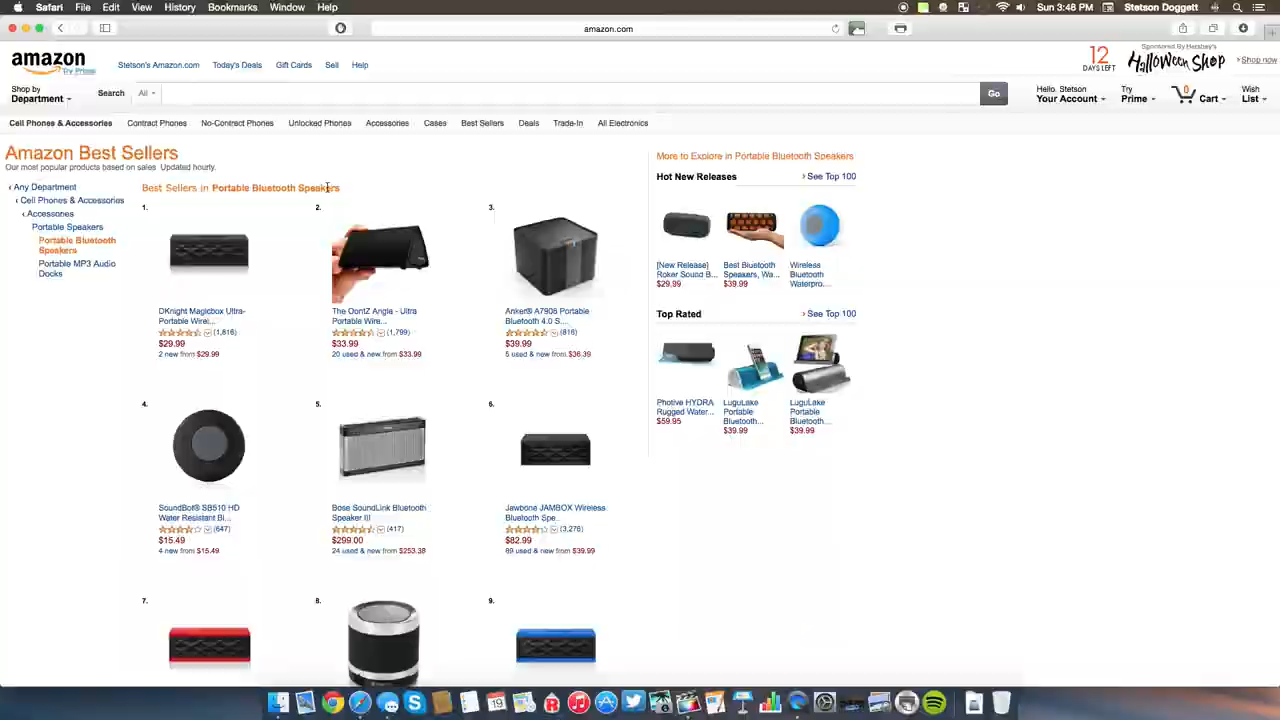 Safari File Edit View History Bookmarks Window Help
Sun 3:48 PM Stetson Doggett
amazon.com
amazon
Try Prime
Stetson's Amazon.com Today's Deals Gift Cards Sell Help
12
DAYS LEFT
Sponsored By Hershey's
Halloween Shop
Shop now
Shop by
Department
Search All Go
Hello, Stetson
Your Account
Try
Prime
0
Cart
Wish
List
Cell Phones & Accessories Contract Phones No-Contract Phones Unlocked Phones Accessories Cases Best Sellers Deals Trade-In All Electronics
Amazon Best Sellers
Our most popular products based on sales. Updated hourly.
‹ Any Department
‹ Cell Phones & Accessories
‹ Accessories
Portable Speakers
Portable Bluetooth
Speakers
Portable MP3 Audio
Docks
Best Sellers in Portable Bluetooth Speakers
1.
DKnight Magicbox Ultra-
Portable Wirel...
(1,816)
$29.99
2 new from $29.99
2.
The OontZ Angle - Ultra
Portable Wire...
(1,799)
$33.99
20 used & new from $33.99
3.
Anker® A7908 Portable
Bluetooth 4.0 S...
(816)
$39.99
5 used & new from $36.39
4.
SoundBot® SB510 HD
Water Resistant Bl...
(647)
$15.49
4 new from $15.49
5.
Bose SoundLink Bluetooth
Speaker III
(417)
$299.00
24 used & new from $253.38
6.
Jawbone JAMBOX Wireless
Bluetooth Spe...
(3,276)
$82.99
89 used & new from $39.99
7.
8.
9.
More to Explore in Portable Bluetooth Speakers
Hot New Releases
› See Top 100
[New Release]
Roker Sound B...
$29.99
Best Bluetooth
Speakers, Wa...
$39.99
Wireless
Bluetooth
Waterpro...
Top Rated
› See Top 100
Photive HYDRA
Rugged Water...
$59.95
LuguLake
Portable
Bluetooth...
$39.99
LuguLake
Portable
Bluetooth...
$39.99
19